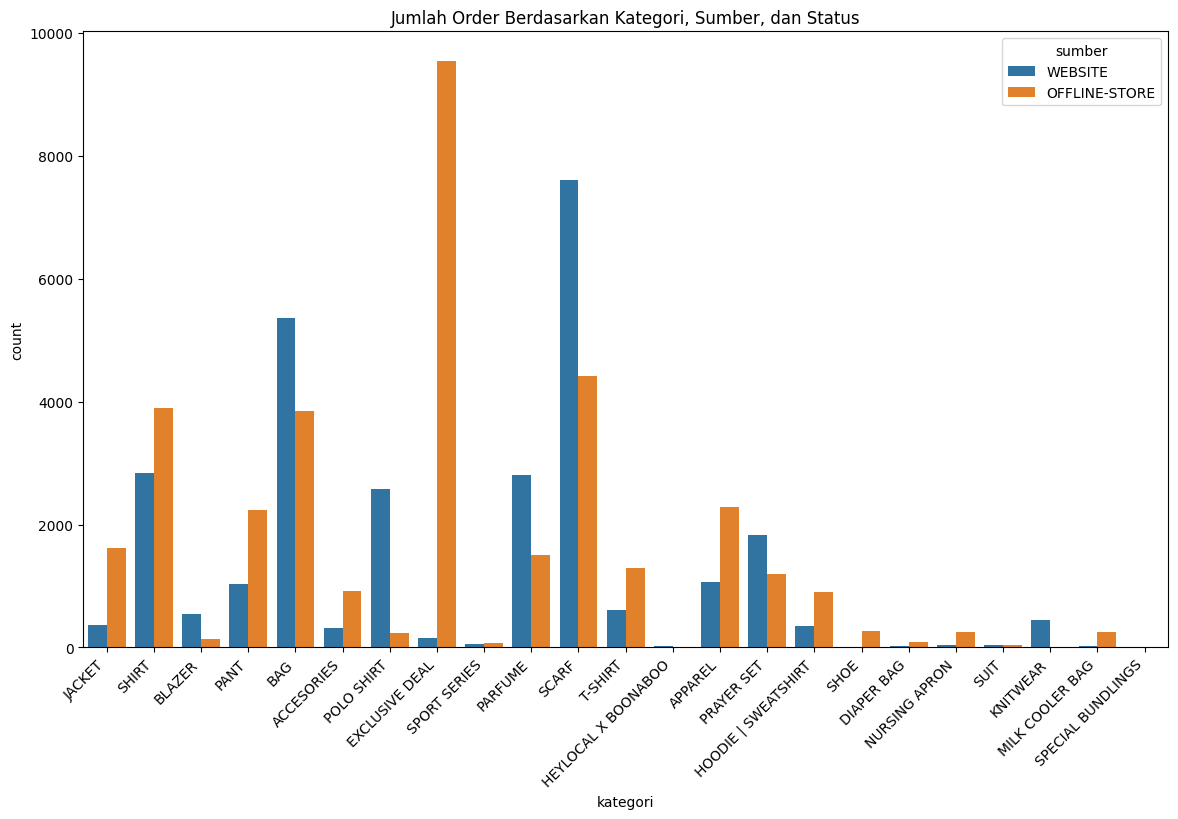 Jumlah Order Berdasarkan Kategori, Sumber, dan Status
sumber
WEBSITE
OFFLINE-STORE
count
10000
8000
6000
4000
2000
0
JACKET
SHIRT
BLAZER
PANT
BAG
ACCESORIES
POLO SHIRT
EXCLUSIVE DEAL
SPORT SERIES
PARFUME
SCARF
T-SHIRT
HEYLOCAL X BOONABOO
APPAREL
PRAYER SET
HOODIE | SWEATSHIRT
SHOE
DIAPER BAG
NURSING APRON
SUIT
KNITWEAR
MILK COOLER BAG
SPECIAL BUNDLINGS
kategori